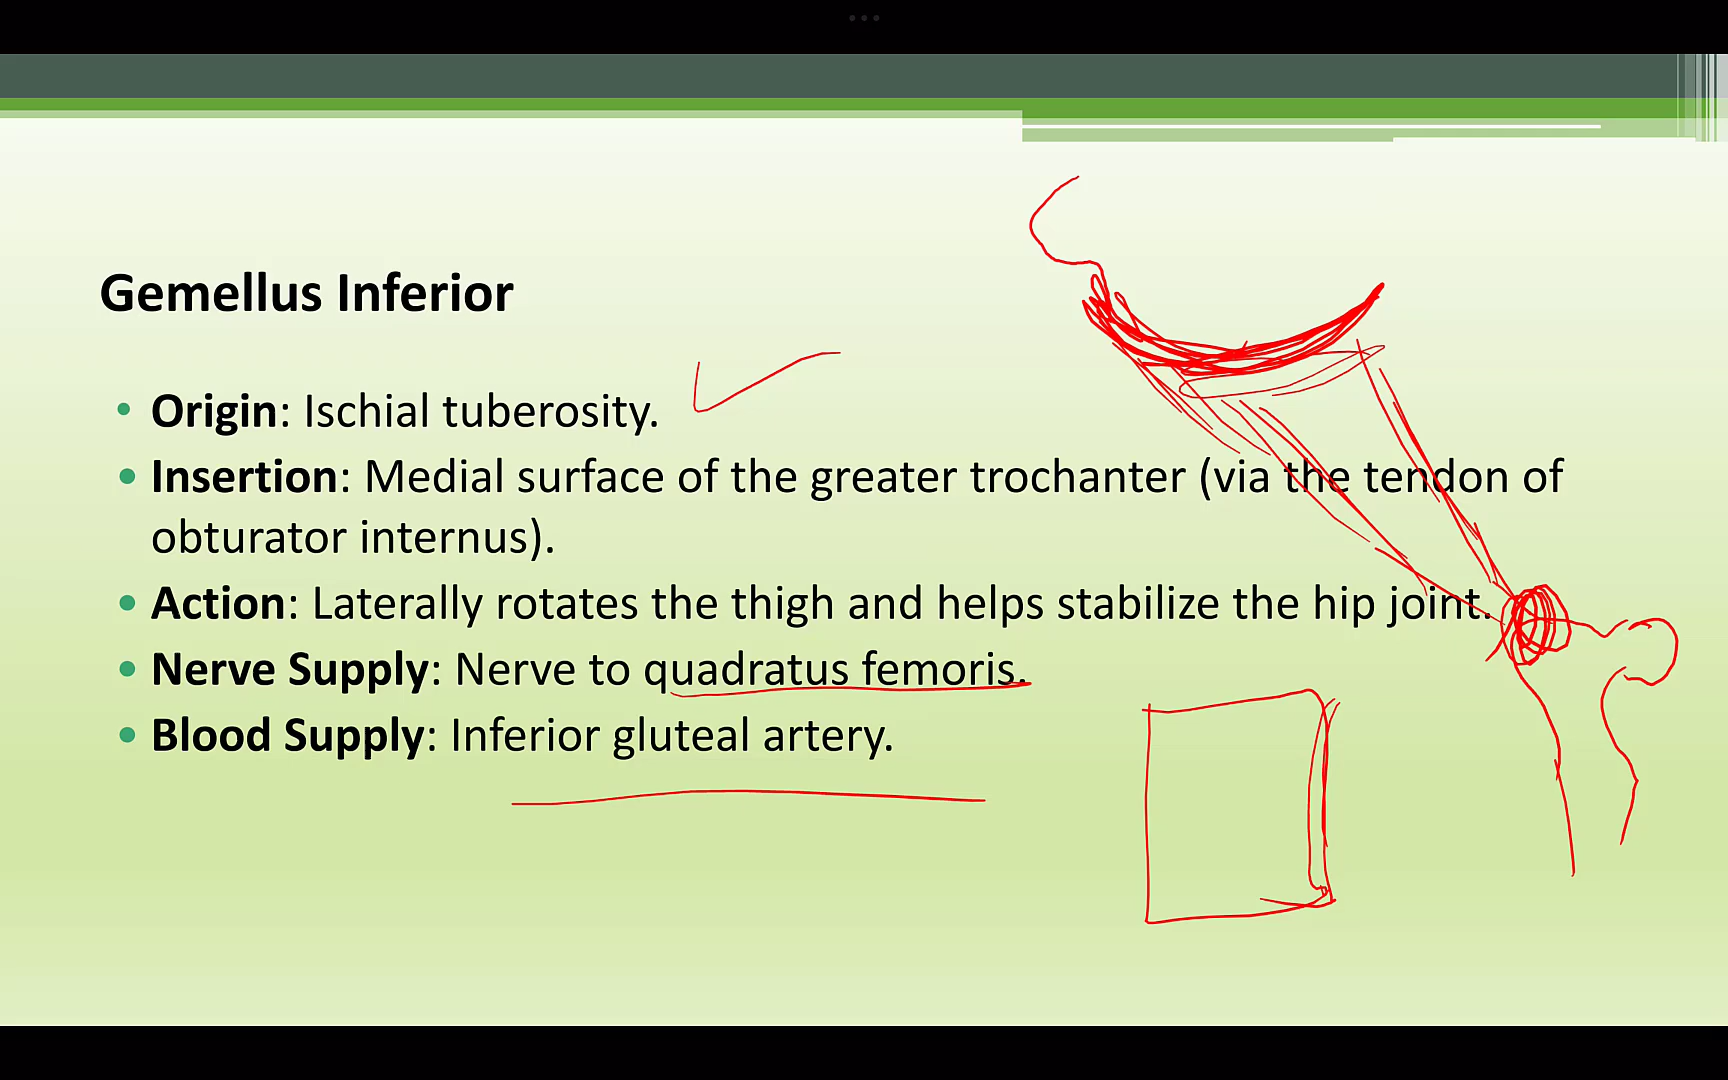 Gemellus Inferior
• Origin: Ischial tuberosity.
• Insertion: Medial surface of the greater trochanter (via the tendon of
obturator internus).
• Action: Laterally rotates the thigh and helps stabilize the hip joint.
• Nerve Supply: Nerve to quadratus femoris.
• Blood Supply: Inferior gluteal artery.